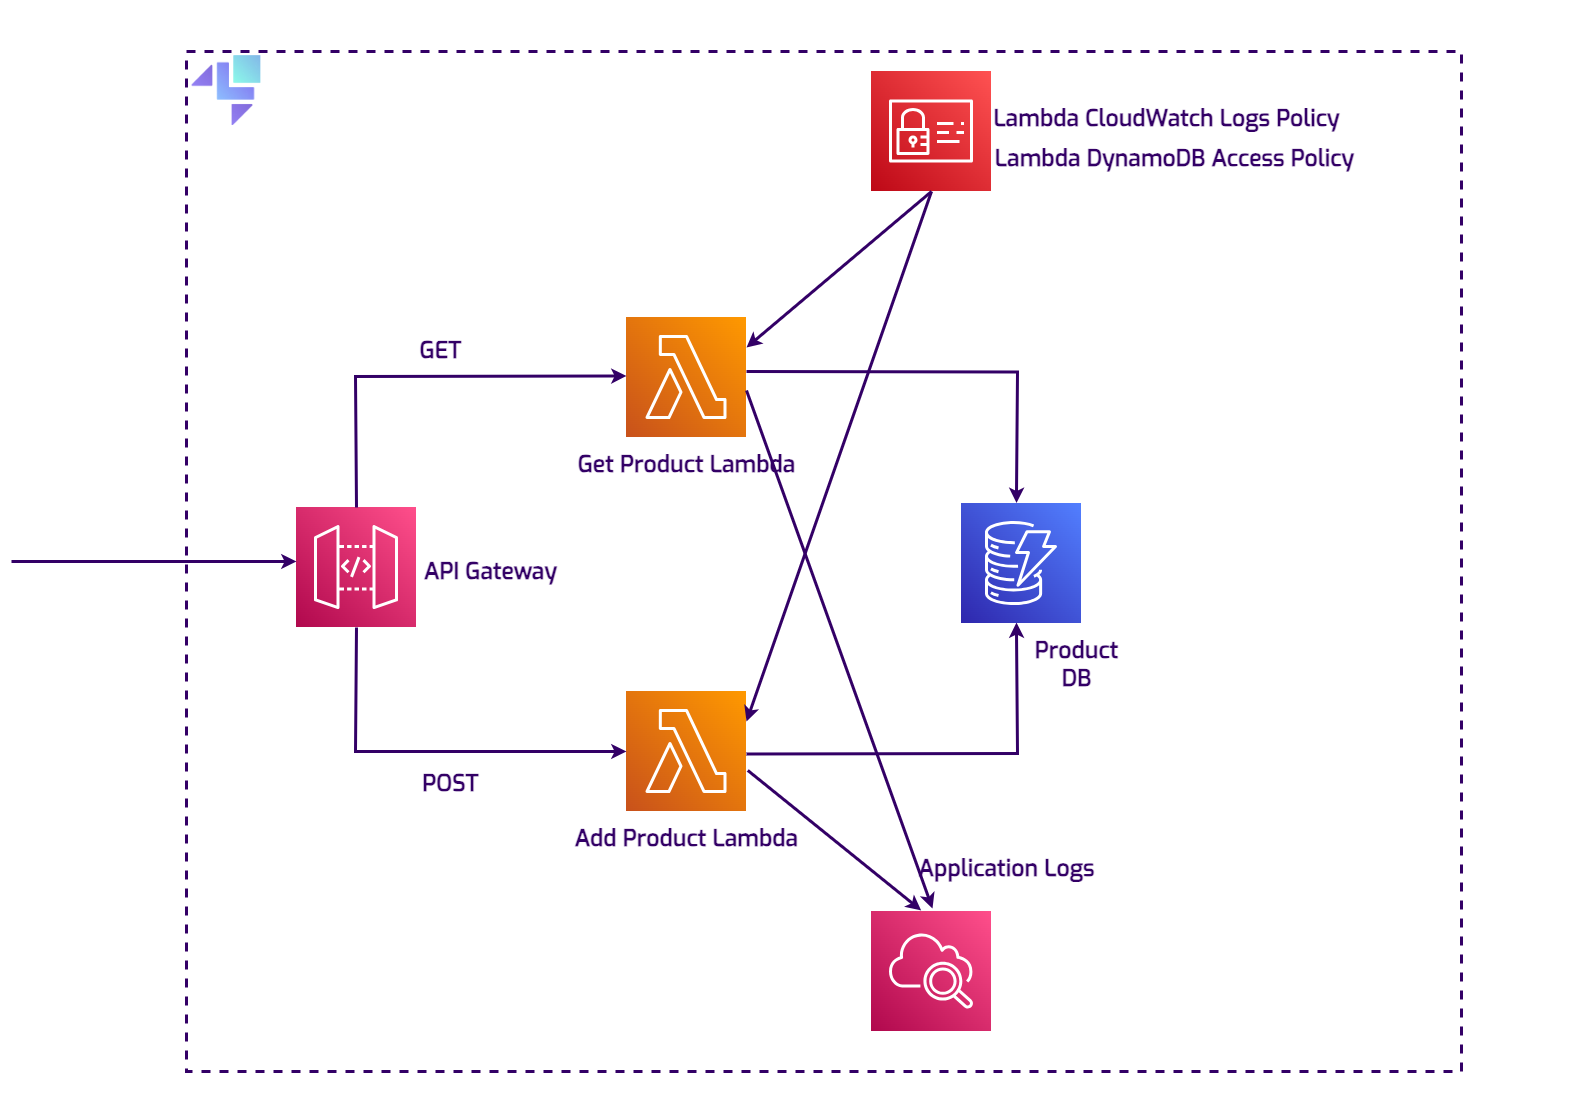 Lambda CloudWatch Logs Policy
Lambda DynamoDB Access Policy
GET
Get Product Lambda
</>
API Gateway
Product
DB
POST
Add Product Lambda
Application Logs